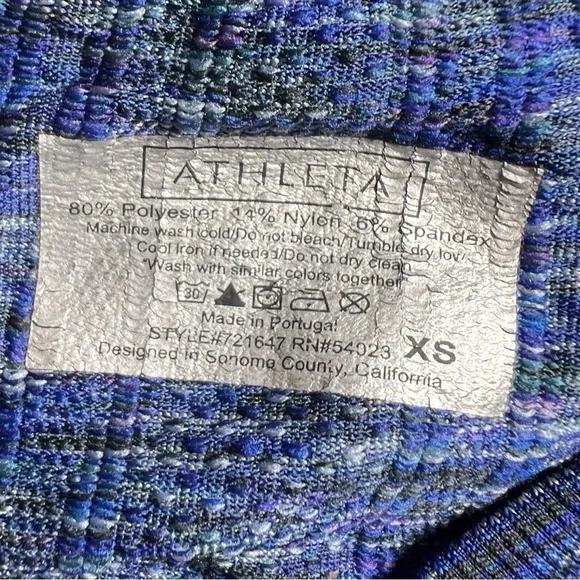 ATHLETA
80% Polyester 14% Nylon 6% Spandex
Machine wash cold/Do not bleach/Tumble dry low/
Cool iron if needed/Do not dry clean
"Wash with similar colors together"
30
Made in Portugal
STYLE#721647 RN#54023 XS
Designed in Sonoma County, California